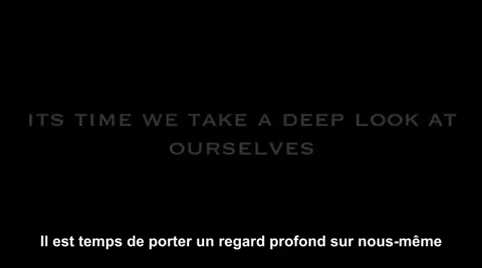 ITS TIME WE TAKE A DEEP LOOK AT
OURSELVES
Il est temps de porter un regard profond sur nous-même